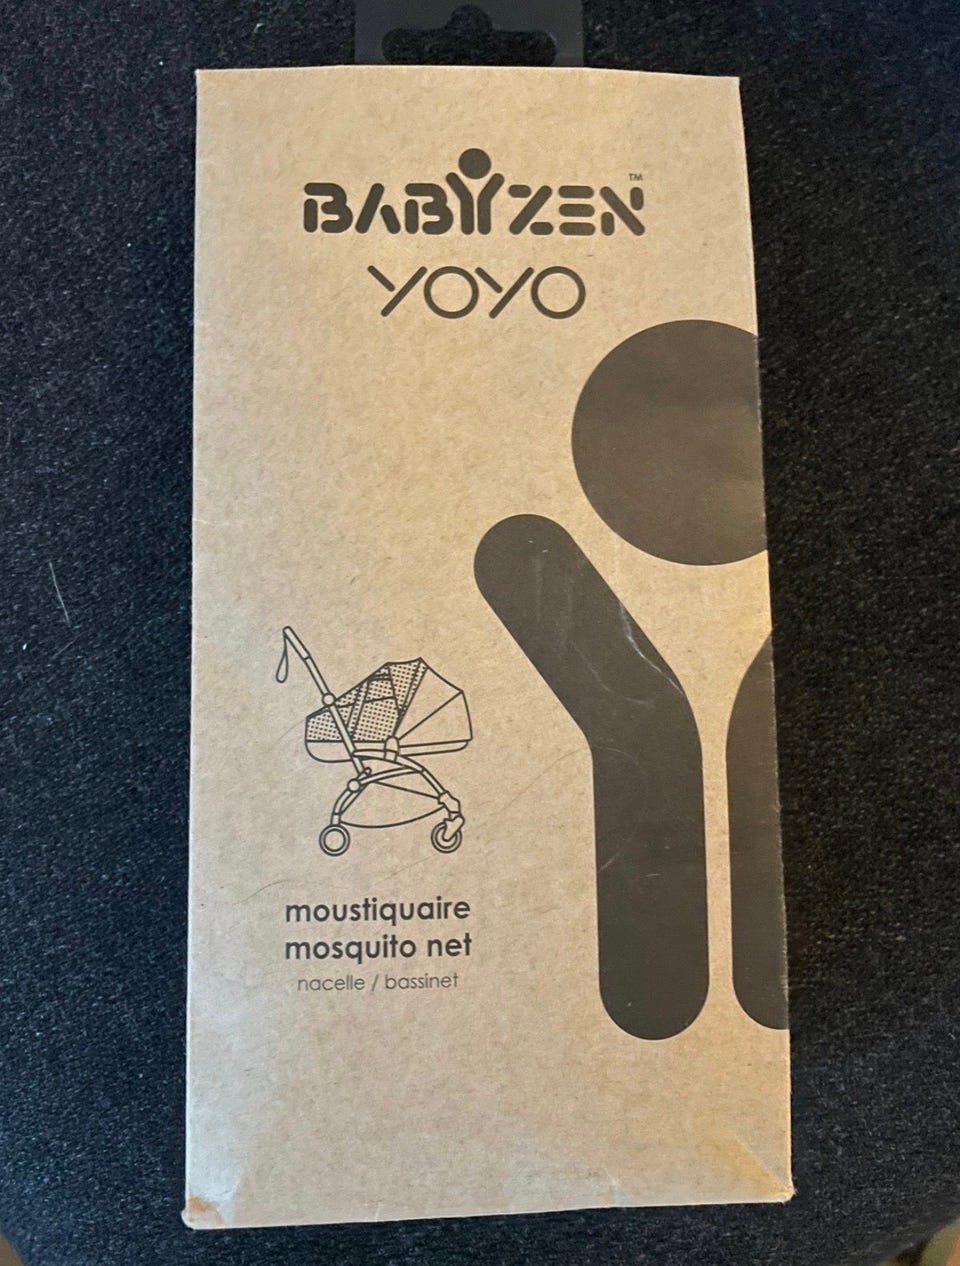 BABYZEN™
YOYO
moustiquaire
mosquito net
nacelle / bassinet